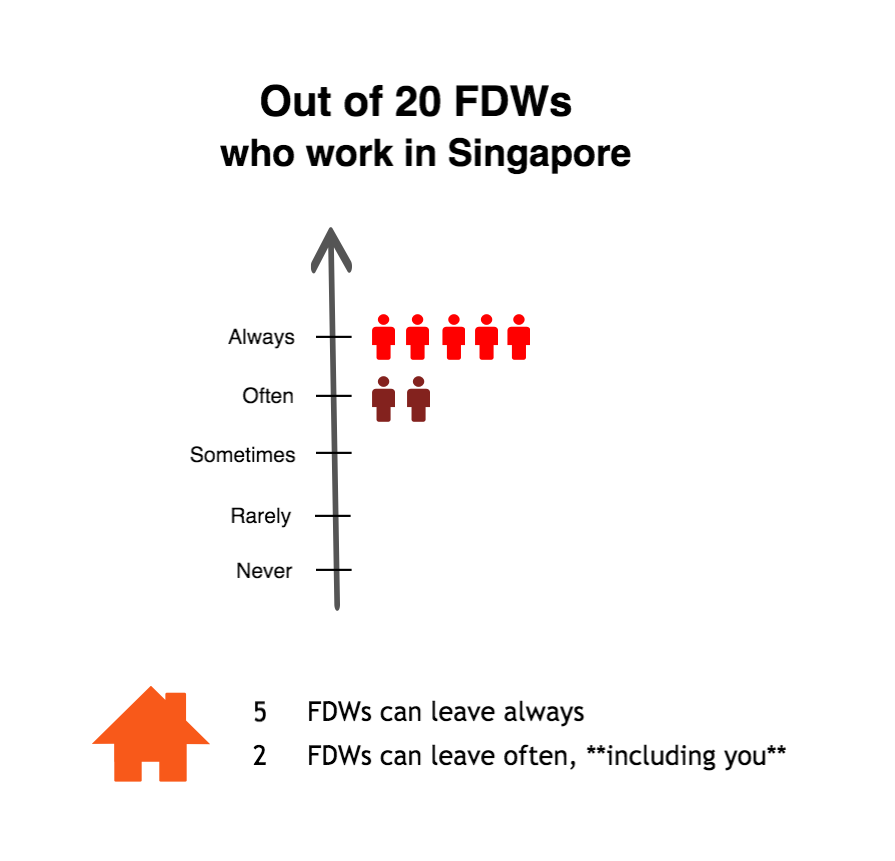 Out of 20 FDWs
who work in Singapore
Always
Often
Sometimes
Rarely
Never
5 FDWs can leave always
2 FDWs can leave often, **including you**